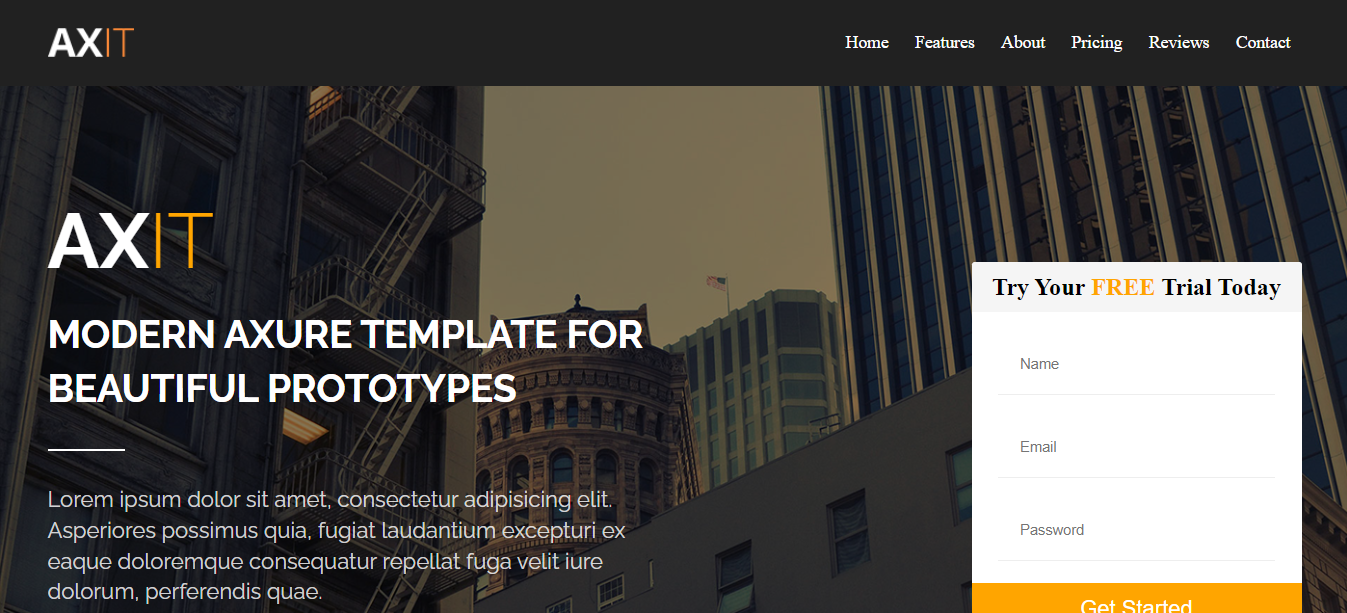 AXIT
Home Features About Pricing Reviews Contact
AXIT
MODERN AXURE TEMPLATE FOR
BEAUTIFUL PROTOTYPES
Lorem ipsum dolor sit amet, consectetur adipisicing elit.
Asperiores possimus quia, fugiat laudantium excepturi ex
eaque doloremque consequatur repellat fuga velit iure
dolorum, perferendis quae.
Try Your FREE Trial Today
Name
Email
Password
Get Started